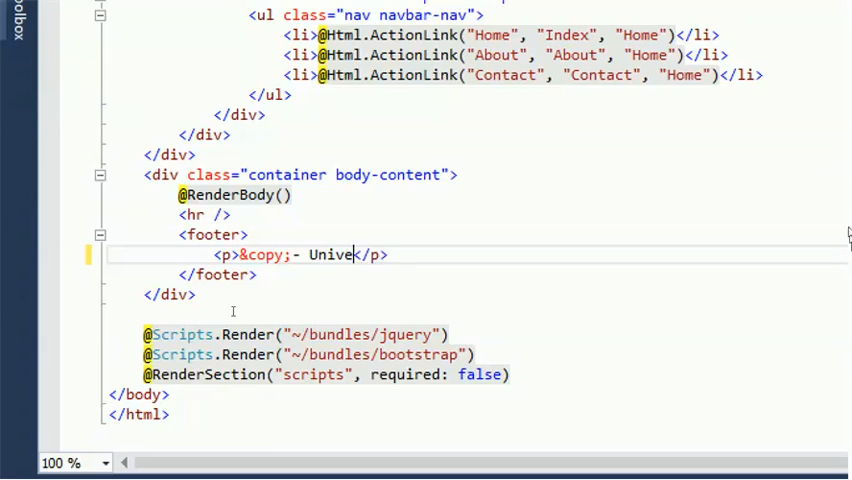 <ul class="nav navbar-nav">
<li>@Html.ActionLink("Home", "Index", "Home")</li>
<li>@Html.ActionLink("About", "About", "Home")</li>
<li>@Html.ActionLink("Contact", "Contact", "Home")</li>
</ul>
</div>
</div>
</div>
<div class="container body-content">
@RenderBody()
<hr />
<footer>
<p>&copy;- Unive</p>
</footer>
</div>
@Scripts.Render("~/bundles/jquery")
@Scripts.Render("~/bundles/bootstrap")
@RenderSection("scripts", required: false)
</body>
</html>
100 %